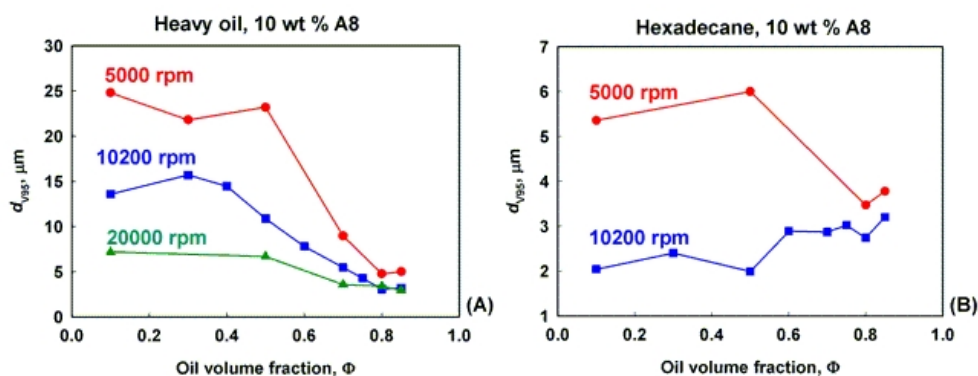 Heavy oil, 10 wt % A8
30
25
20
15
10
5
0
d_V95, μm
5000 rpm
10200 rpm
20000 rpm
0.0 0.2 0.4 0.6 0.8 1.0
(A)
Oil volume fraction, Φ
Hexadecane, 10 wt % A8
7
6
5
4
3
2
1
d_V95, μm
5000 rpm
10200 rpm
0.0 0.2 0.4 0.6 0.8 1.0
(B)
Oil volume fraction, Φ